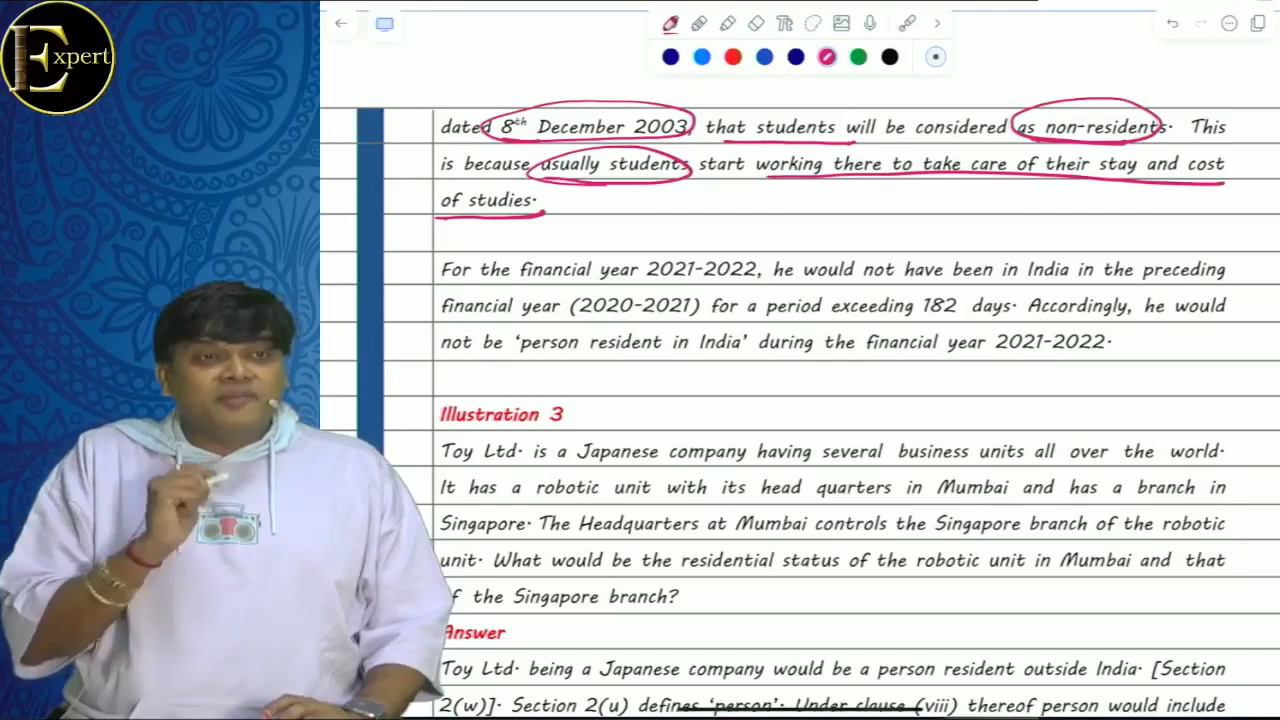 Expert
dated 8th December 2003, that students will be considered as non-residents. This
is because usually students start working there to take care of their stay and cost
of studies.
For the financial year 2021-2022, he would not have been in India in the preceding
financial year (2020-2021) for a period exceeding 182 days. Accordingly, he would
not be ‘person resident in India’ during the financial year 2021-2022.
Illustration 3
Toy Ltd. is a Japanese company having several business units all over the world.
It has a robotic unit with its head quarters in Mumbai and has a branch in
Singapore. The Headquarters at Mumbai controls the Singapore branch of the robotic
unit. What would be the residential status of the robotic unit in Mumbai and that
of the Singapore branch?
Answer
Toy Ltd. being a Japanese company would be a person resident outside India. [Section
2(w)]. Section 2(u) defines ‘person’. Under clause (viii) thereof person would include